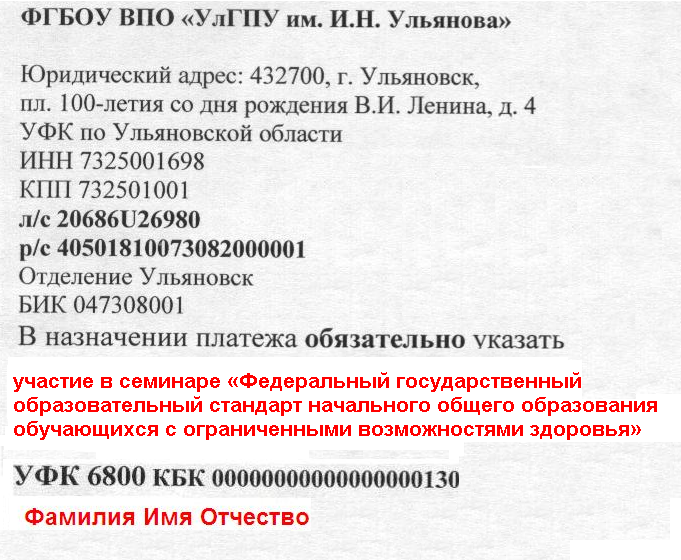 ФГБОУ ВПО «УлГПУ им. И.Н. Ульянова»
Юридический адрес: 432700, г. Ульяновск,
пл. 100-летия со дня рождения В.И. Ленина, д. 4
УФК по Ульяновской области
ИНН 7325001698
КПП 732501001
л/с 20686U26980
р/с 40501810073082000001
Отделение Ульяновск
БИК 047308001
В назначении платежа обязательно указать
участие в семинаре «Федеральный государственный
образовательный стандарт начального общего образования
обучающихся с ограниченными возможностями здоровья»
УФК 6800 КБК 00000000000000000130
Фамилия Имя Отчество